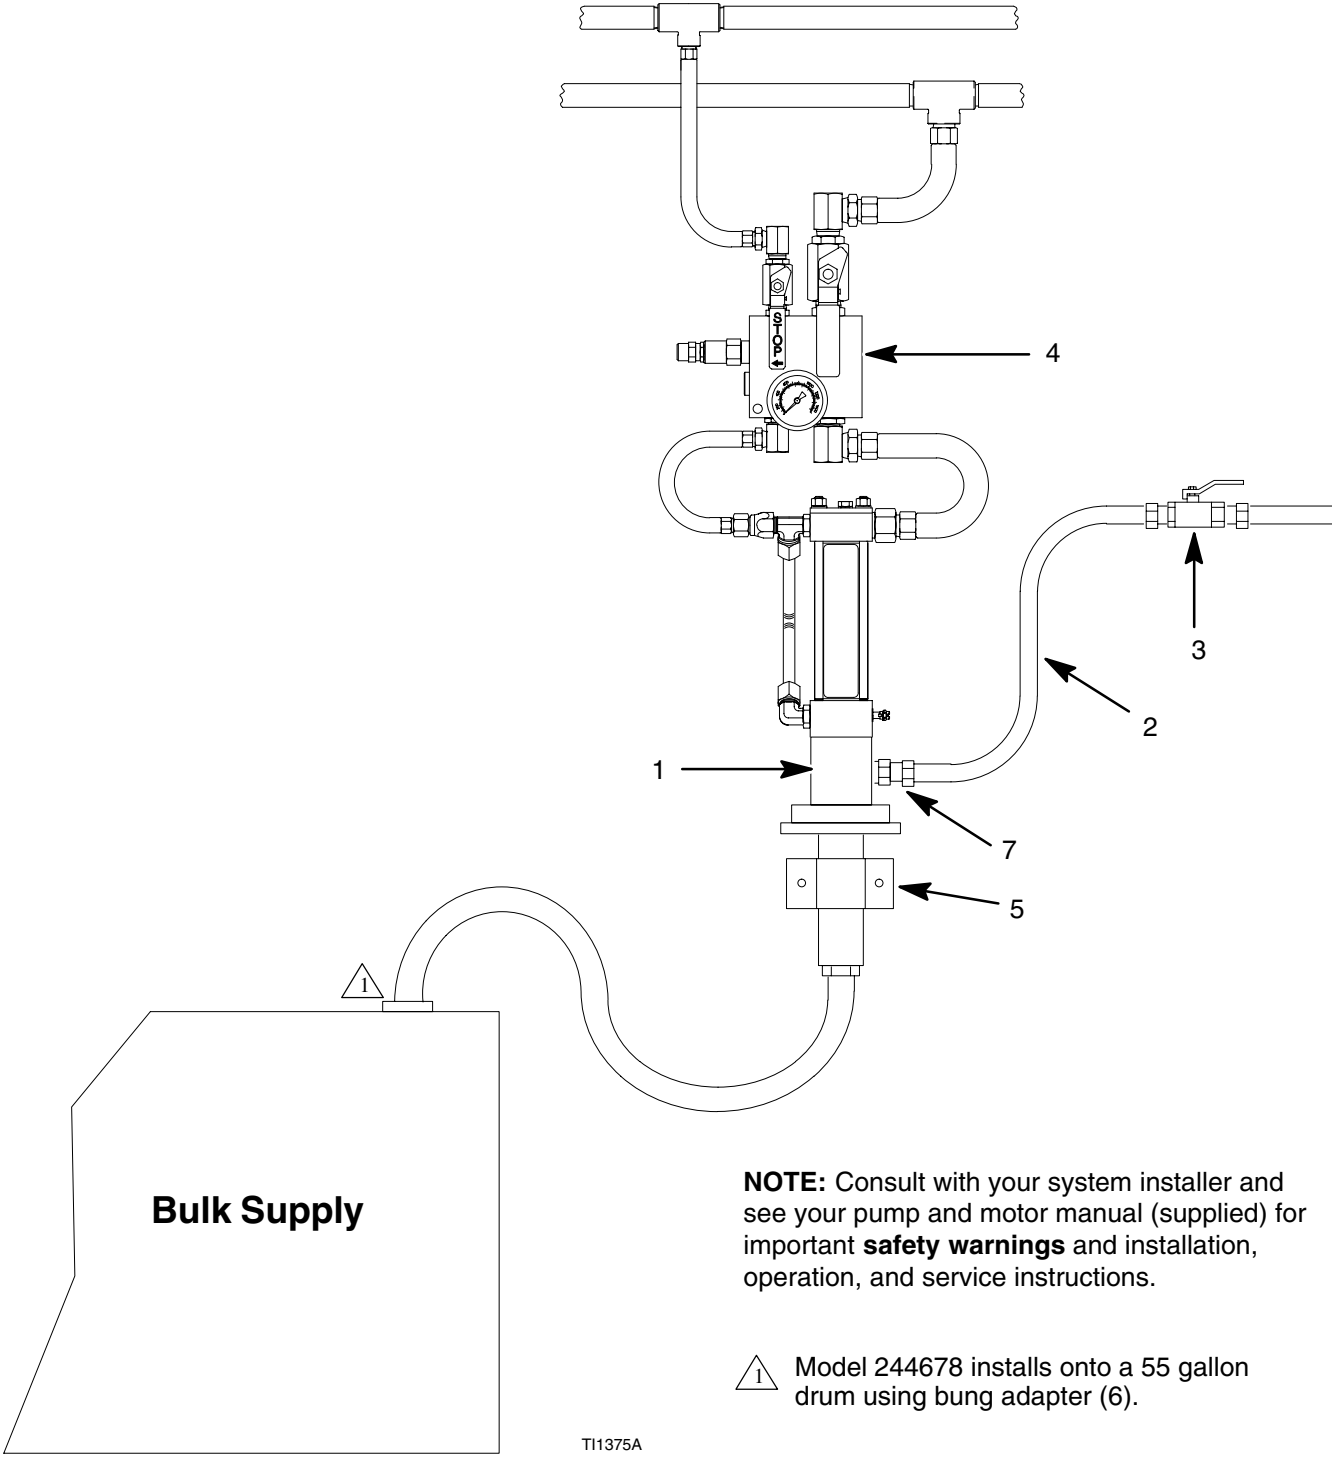 STOP
4
3
2
1
7
5
1
Bulk Supply
NOTE: Consult with your system installer and
see your pump and motor manual (supplied) for
important safety warnings and installation,
operation, and service instructions.
1 Model 244678 installs onto a 55 gallon
drum using bung adapter (6).
TI1375A